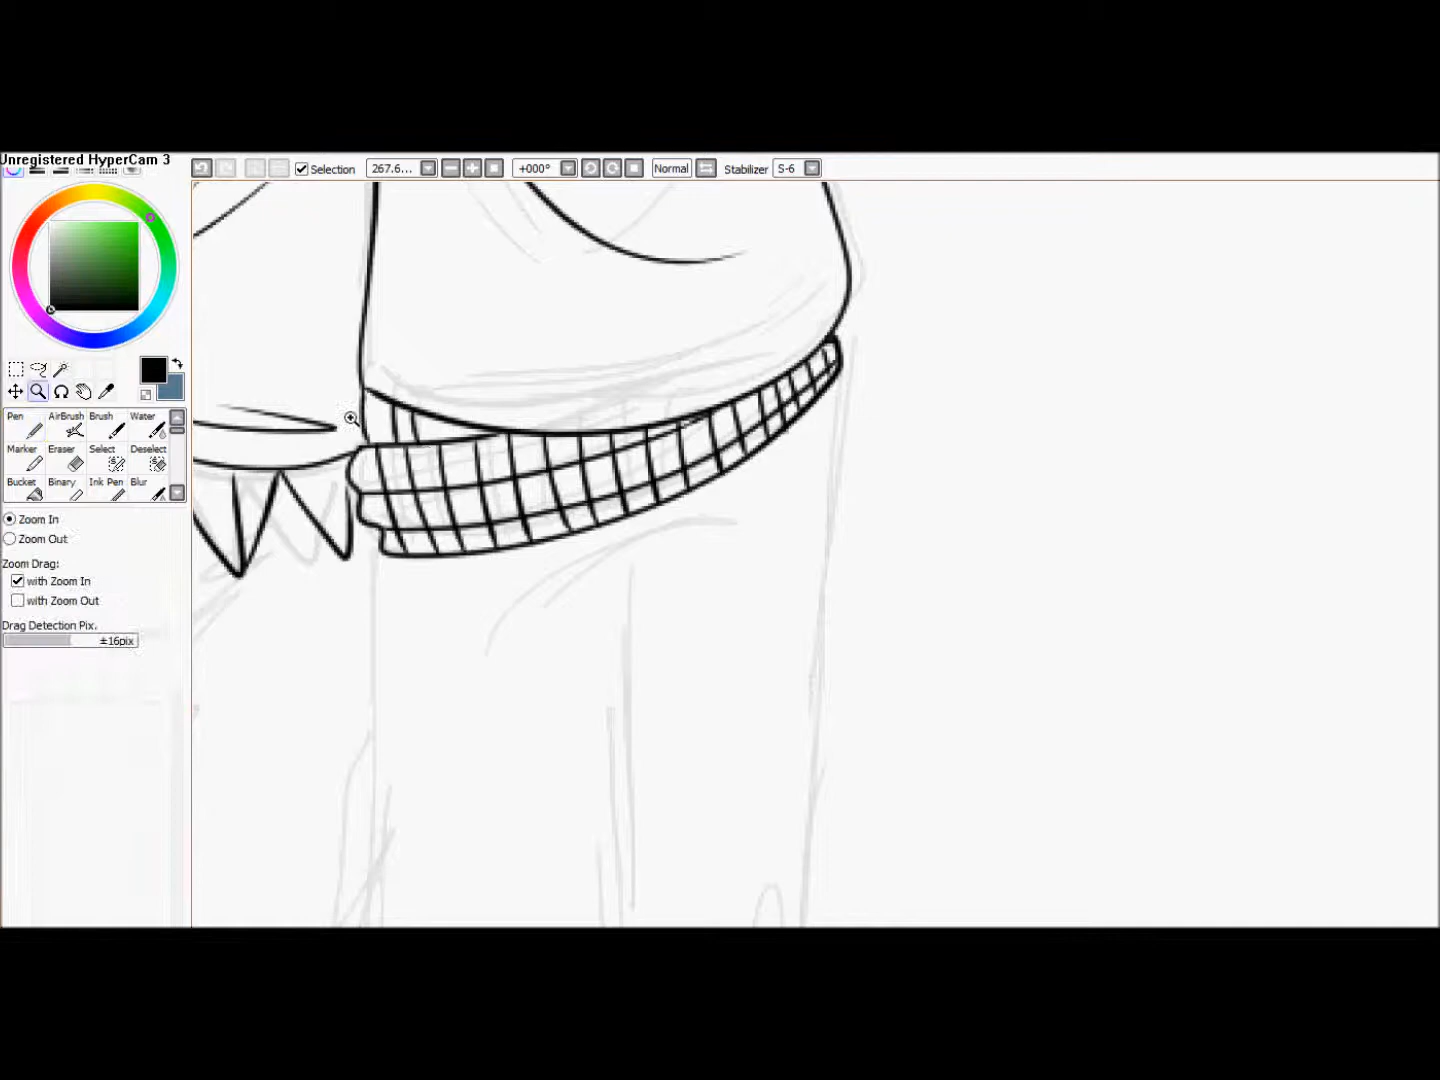 Unregistered HyperCam 3
Selection 267.6... +000° Normal Stabilizer S-6
Pen AirBrush Brush Water
Marker Eraser Select Deselect
Bucket Binary Ink Pen Blur
Zoom In
Zoom Out
Zoom Drag:
with Zoom In
with Zoom Out
Drag Detection Pix.
±16pix